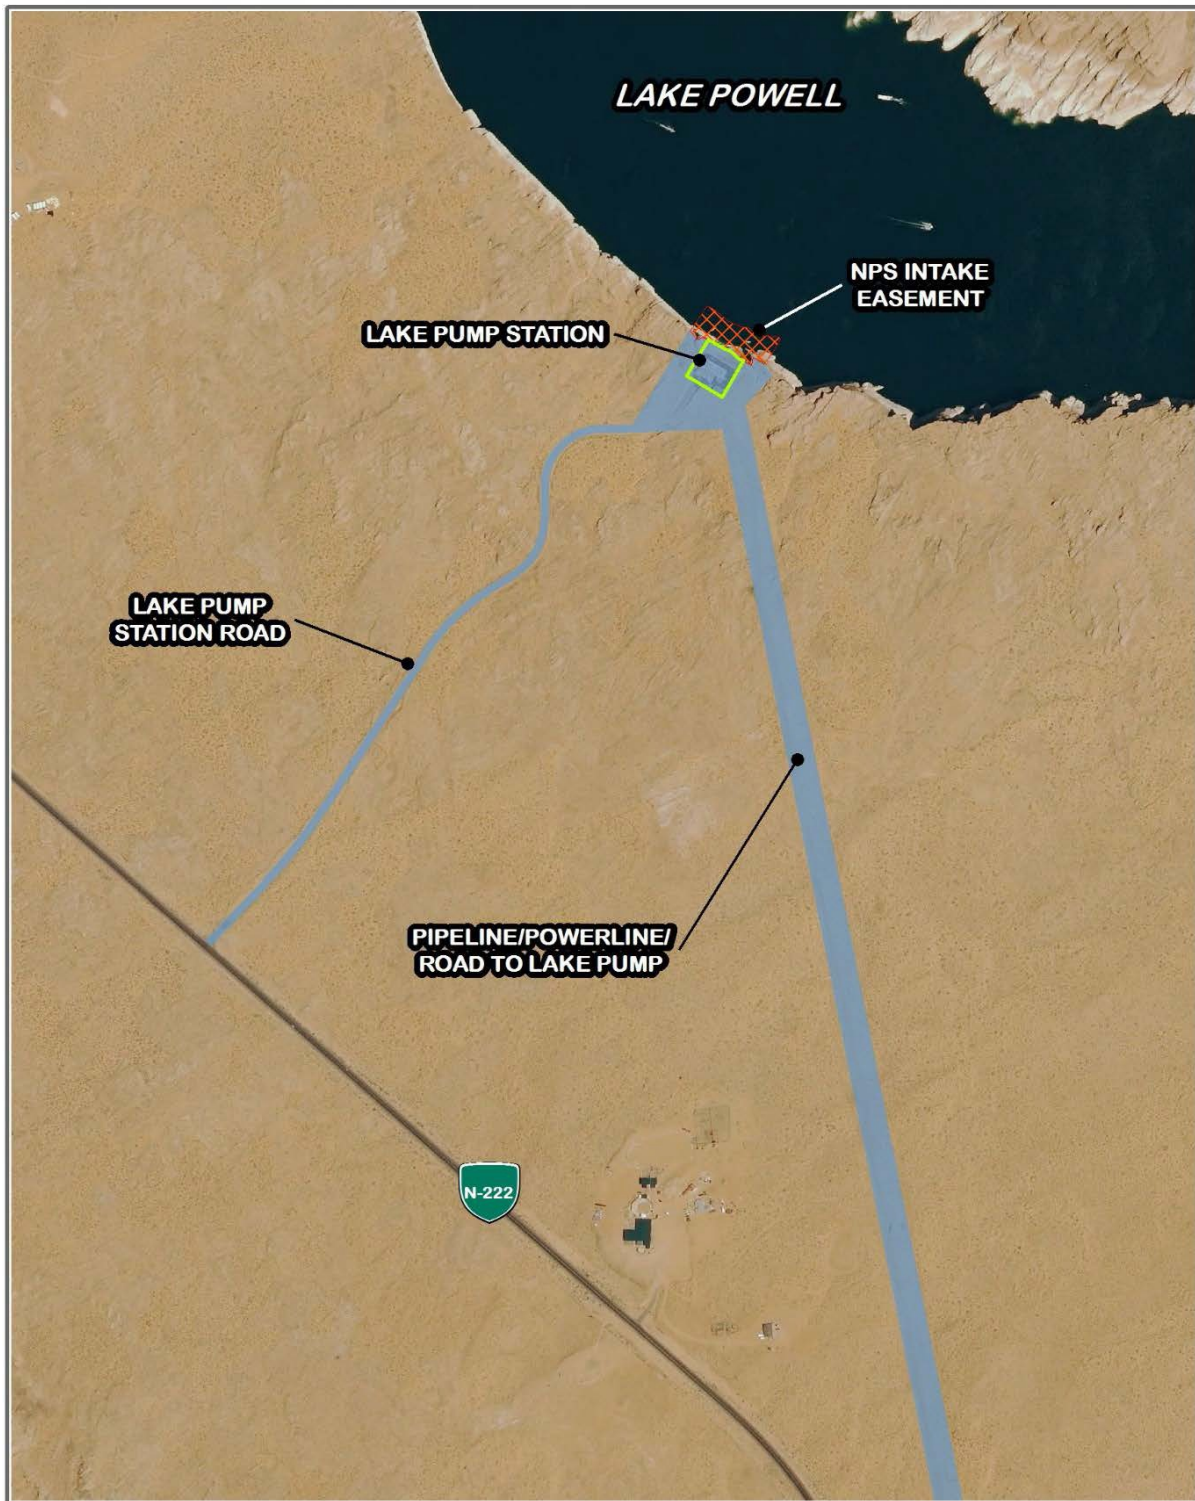 LAKE POWELL
NPS INTAKE
EASEMENT
LAKE PUMP STATION
LAKE PUMP
STATION ROAD
PIPELINE/POWERLINE/
ROAD TO LAKE PUMP
N-222